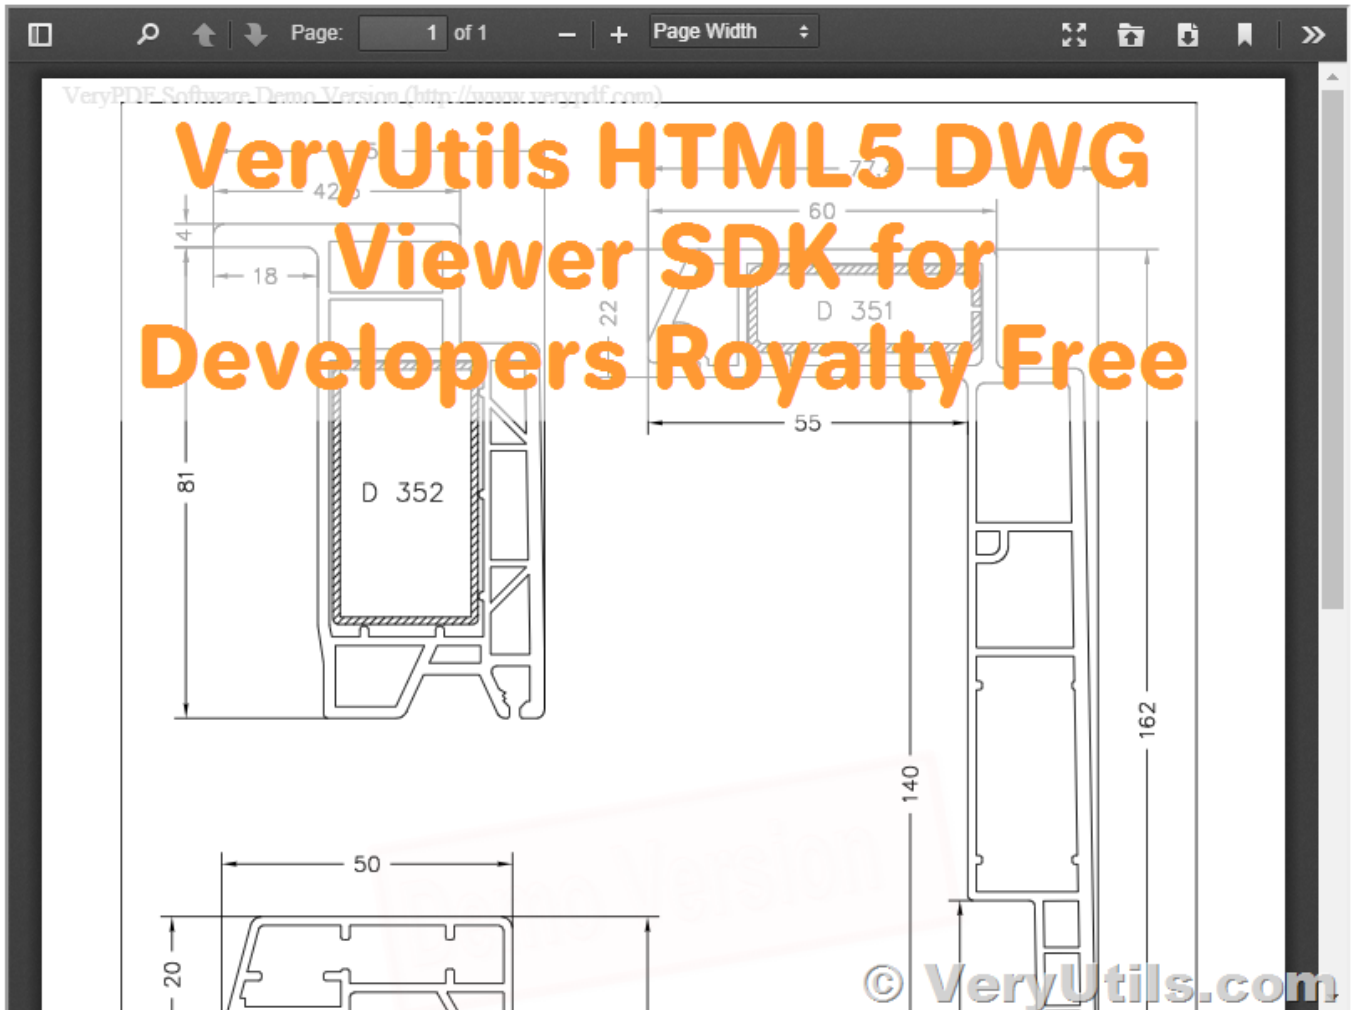 Page: 1 of 1 Page Width
VeryPDF Software Demo Version (http://www.verypdf.com)
VeryUtils HTML5 DWG
Viewer SDK for
Developers Royalty Free
42.5
60
4
18
22
D 351
55
81
D 352
162
140
50
Demo Version
20
© VeryUtils.com